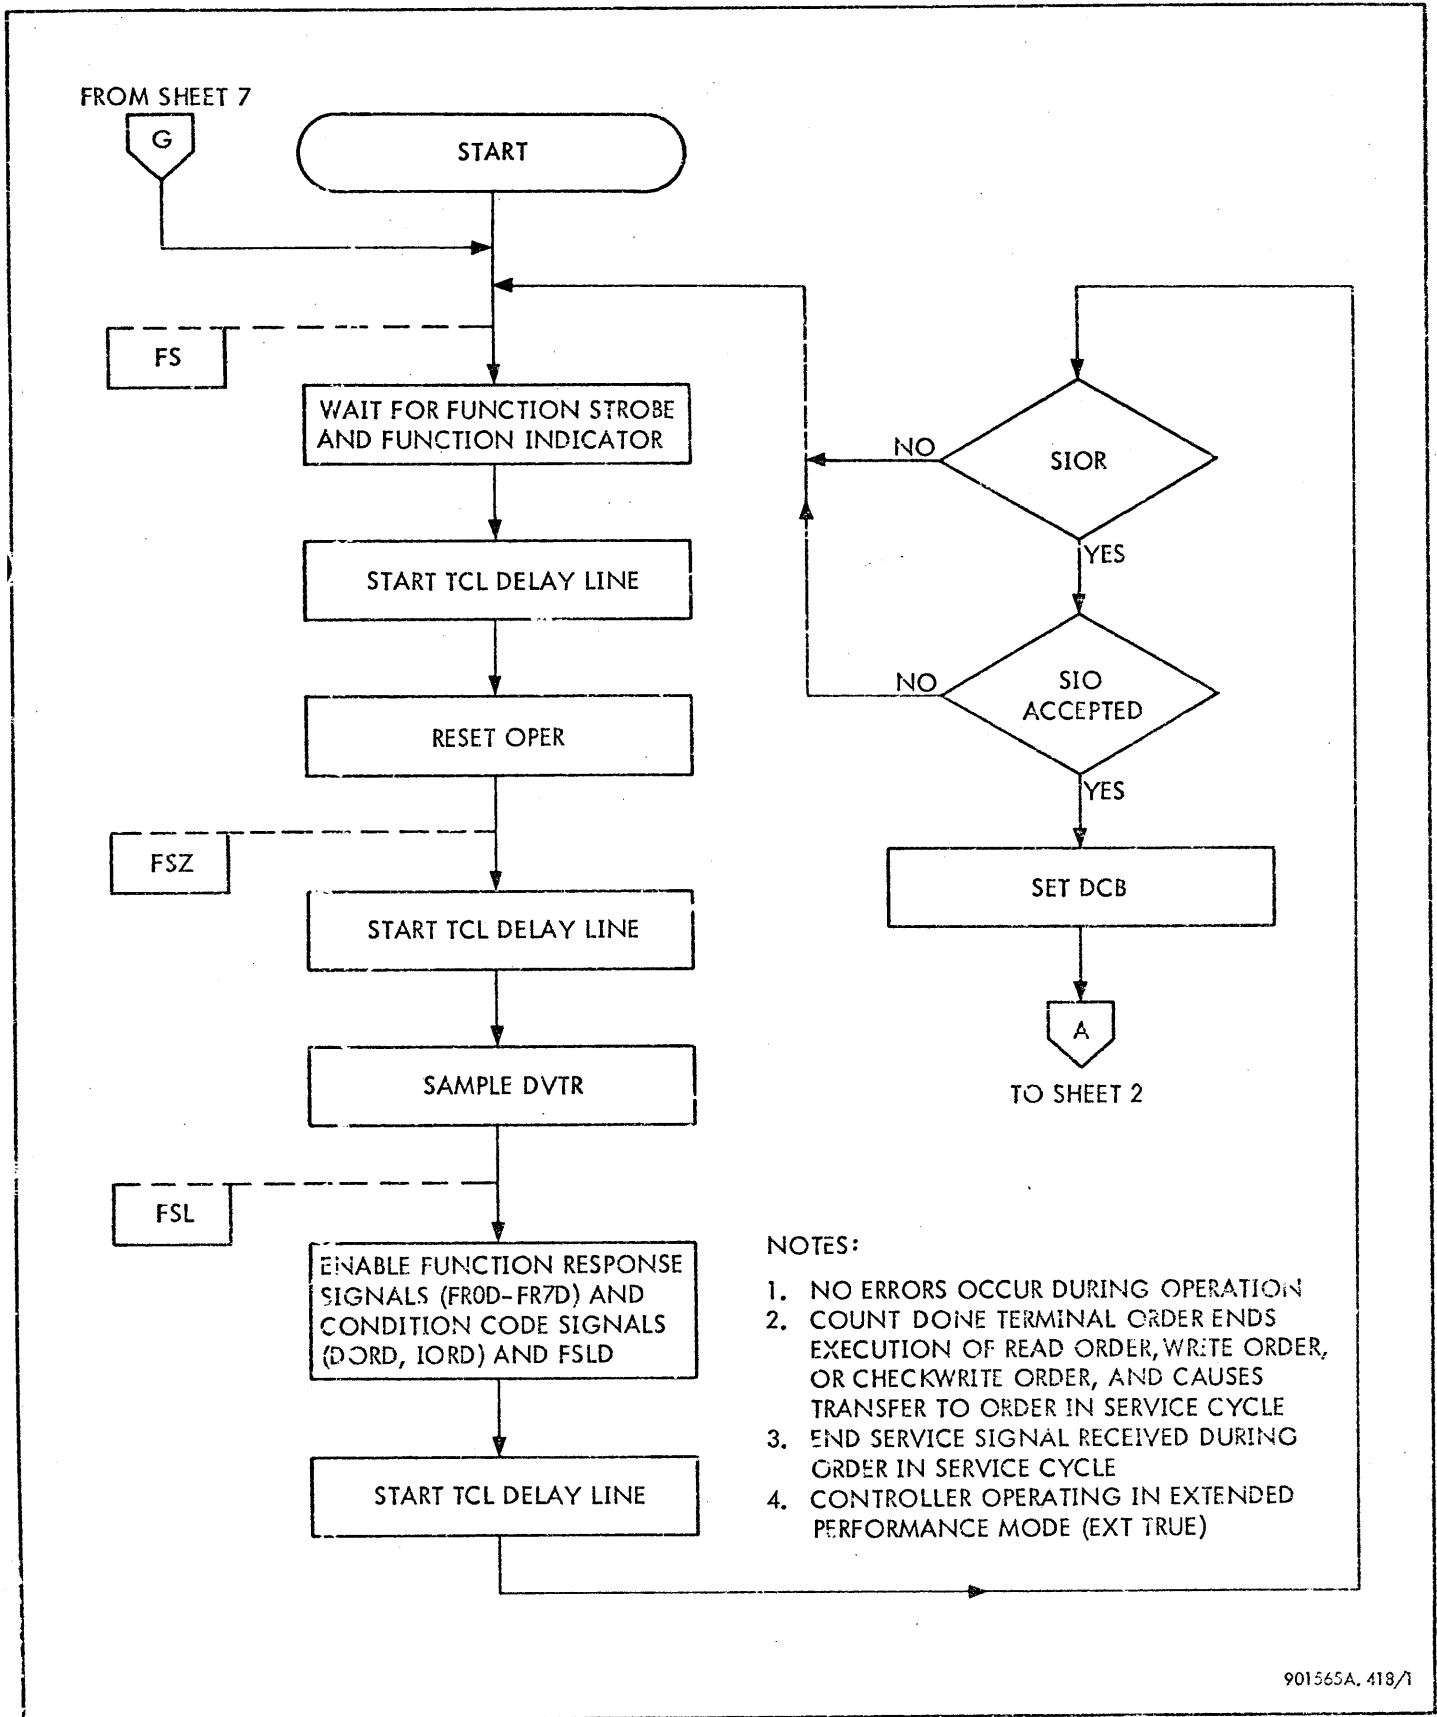 FROM SHEET 7
G
START
FS
WAIT FOR FUNCTION STROBE
AND FUNCTION INDICATOR
START TCL DELAY LINE
RESET OPER
FSZ
START TCL DELAY LINE
SAMPLE DVTR
FSL
ENABLE FUNCTION RESPONSE
SIGNALS (FR0D-FR7D) AND
CONDITION CODE SIGNALS
(DORD, IORD) AND FSLD
START TCL DELAY LINE
SIOR
NO
YES
SIO
ACCEPTED
NO
YES
SET DCB
A
TO SHEET 2
NOTES:
1. NO ERRORS OCCUR DURING OPERATION
2. COUNT DONE TERMINAL ORDER ENDS
EXECUTION OF READ ORDER, WRITE ORDER,
OR CHECKWRITE ORDER, AND CAUSES
TRANSFER TO ORDER IN SERVICE CYCLE
3. END SERVICE SIGNAL RECEIVED DURING
ORDER IN SERVICE CYCLE
4. CONTROLLER OPERATING IN EXTENDED
PERFORMANCE MODE (EXT TRUE)
901565A. 418/1